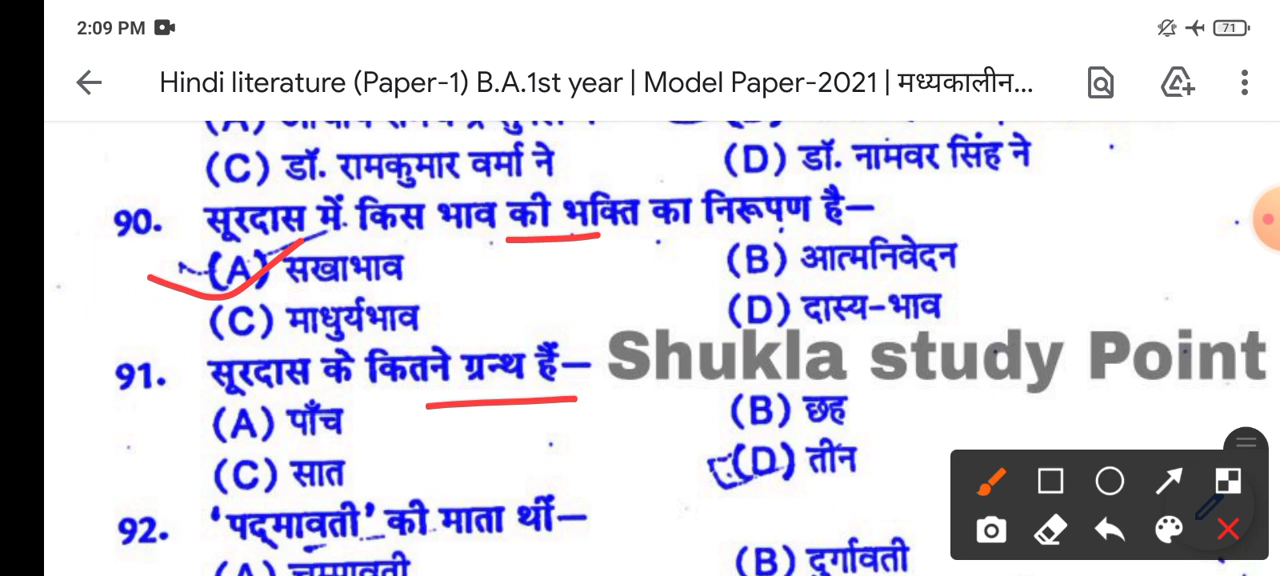 2:09 PM
71
Hindi literature (Paper-1) B.A.1st year | Model Paper-2021 | मध्यकालीन...
(C) डॉ. रामकुमार वर्मा ने (D) डॉ. नामवर सिंह ने
90. सूरदास में किस भाव की भक्ति का निरूपण है—
(A) सखाभाव (B) आत्मनिवेदन
(C) माधुर्यभाव (D) दास्य-भाव
91. सूरदास के कितने ग्रन्थ हैं—
Shukla study Point
(A) पाँच (B) छह
(C) सात (D) तीन
92. 'पद्मावती' की माता थीं—
(A) चम्पावती (B) दुर्गावती